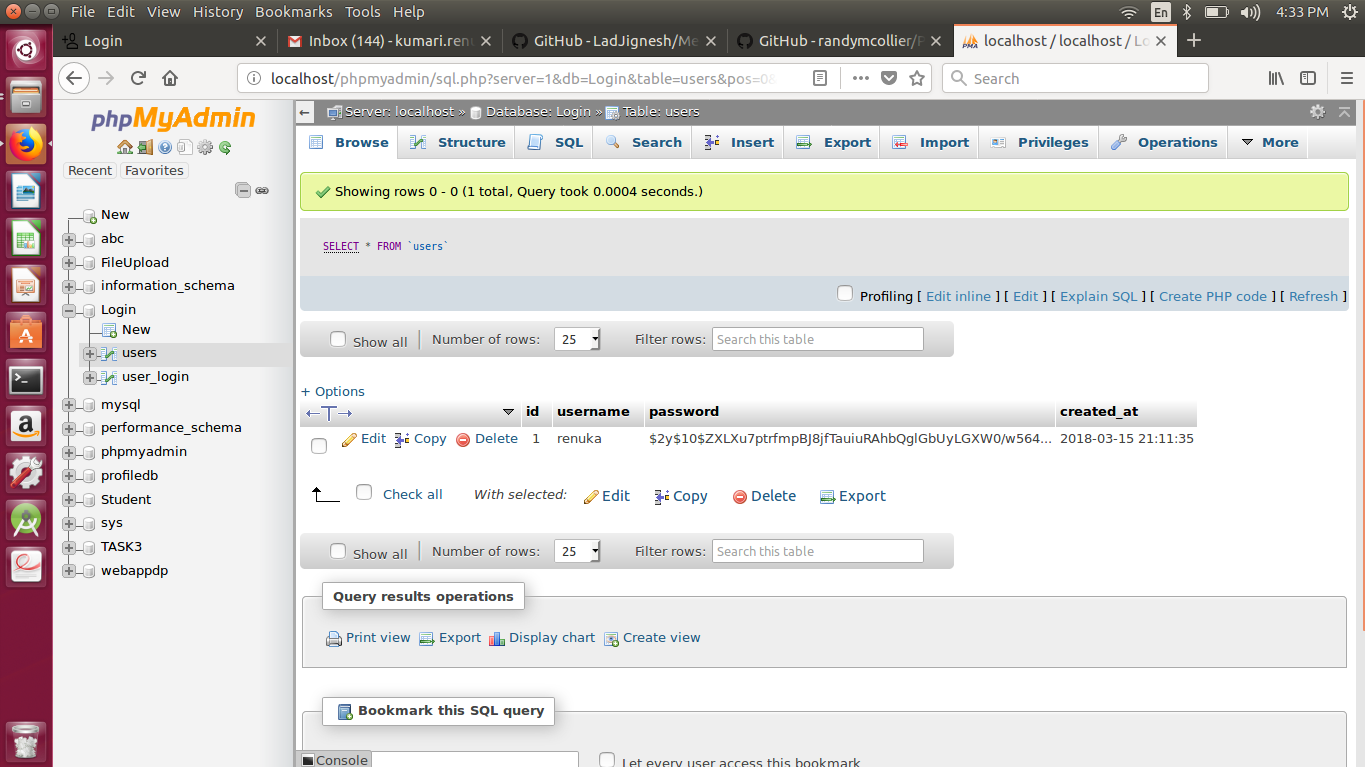 File Edit View History Bookmarks Tools Help En 4:33 PM
Login Inbox (144) - kumari.ren GitHub - LadJignesh/Me GitHub - randymcollier/P localhost / localhost / Lo
localhost/phpmyadmin/sql.php?server=1&db=Login&table=users&pos=0& Search
phpMyAdmin
Recent Favorites
New
abc
FileUpload
information_schema
Login
New
users
user_login
mysql
performance_schema
phpmyadmin
profiledb
Student
sys
TASK3
webappdp
Server: localhost » Database: Login » Table: users
Browse Structure SQL Search Insert Export Import Privileges Operations More
Showing rows 0 - 0 (1 total, Query took 0.0004 seconds.)
SELECT * FROM `users`
Profiling [ Edit inline ] [ Edit ] [ Explain SQL ] [ Create PHP code ] [ Refresh ]
Show all Number of rows: 25 Filter rows: Search this table
+ Options
←T→ id username password created_at
Edit Copy Delete 1 renuka $2y$10$ZXLXu7ptrfmpBJ8jfTauiuRAhbQglGbUyLGXW0/w564... 2018-03-15 21:11:35
Check all With selected: Edit Copy Delete Export
Show all Number of rows: 25 Filter rows: Search this table
Query results operations
Print view Export Display chart Create view
Bookmark this SQL query
Console Let every user access this bookmark